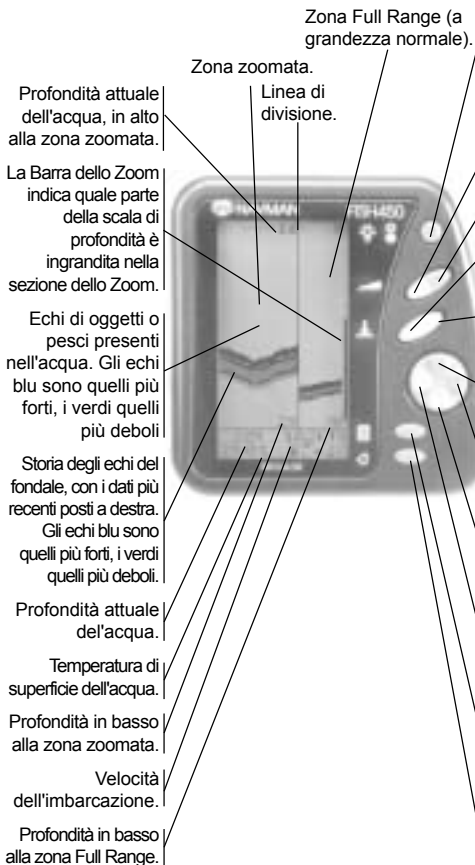 Zona Full Range (a
grandezza normale).
Zona zoomata.
Linea di
divisione.
Profondità attuale
dell'acqua, in alto
alla zona zoomata.
La Barra dello Zoom
indica quale parte
della scala di
profondità è
ingrandita nella
sezione dello Zoom.
Echi di oggetti o
pesci presenti
nell'acqua. Gli echi
blu sono quelli più
forti, i verdi quelli
più deboli
Storia degli echi del
fondale, con i dati più
recenti posti a destra.
Gli echi blu sono
quelli più forti, i verdi
quelli più deboli.
Profondità attuale
del'acqua.
Temperatura di
superficie dell'acqua.
Profondità in basso
alla zona zoomata.
Velocità
dell'imbarcazione.
Profondità in basso
alla zona Full Range.